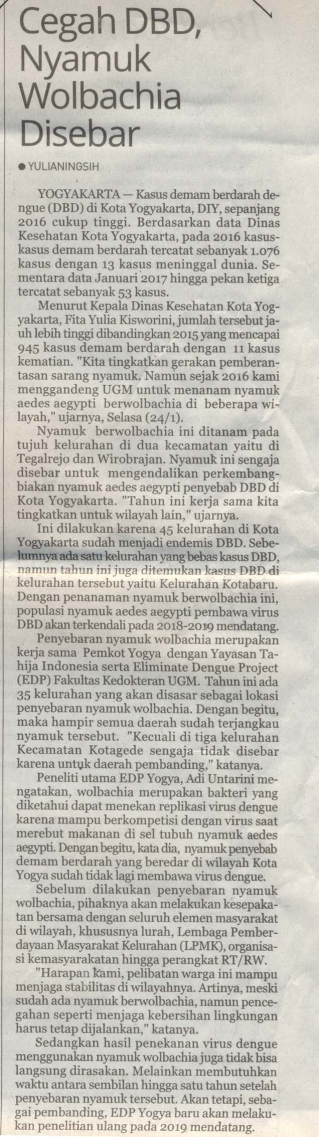 Cegah DBD,
Nyamuk
Wolbachia
Disebar
● YULIANINGSIH
YOGYAKARTA — Kasus demam berdarah de-
ngue (DBD) di Kota Yogyakarta, DIY, sepanjang
2016 cukup tinggi. Berdasarkan data Dinas
Kesehatan Kota Yogyakarta, pada 2016 kasus-
kasus demam berdarah tercatat sebanyak 1.076
kasus dengan 13 kasus meninggal dunia. Se-
mentara data Januari 2017 hingga pekan ketiga
tercatat sebanyak 53 kasus.
Menurut Kepala Dinas Kesehatan Kota Yog-
yakarta, Fita Yulia Kisworini, jumlah tersebut ja-
uh lebih tinggi dibandingkan 2015 yang mencapai
945 kasus demam berdarah dengan 11 kasus
kematian. "Kita tingkatkan gerakan pemberan-
tasan sarang nyamuk. Namun sejak 2016 kami
menggandeng UGM untuk menanam nyamuk
aedes aegypti berwolbachia di beberapa wi-
layah," ujarnya, Selasa (24/1).
Nyamuk berwolbachia ini ditanam pada
tujuh kelurahan di dua kecamatan yaitu di
Tegalrejo dan Wirobrajan. Nyamuk ini sengaja
disebar untuk mengendalikan perkembang-
biakan nyamuk aedes aegypti penyebab DBD di
Kota Yogyakarta. "Tahun ini kerja sama kita
tingkatkan untuk wilayah lain," ujarnya.
Ini dilakukan karena 45 kelurahan di Kota
Yogyakarta sudah menjadi endemis DBD. Sebe-
lumnya ada satu kelurahan yang bebas kasus DBD,
namun tahun ini juga ditemukan kasus DBD di
kelurahan tersebut yaitu Kelurahan Kotabaru.
Dengan penanaman nyamuk berwolbachia ini,
populasi nyamuk aedes aegypti pembawa virus
DBD akan terkendali pada 2018-2019 mendatang.
Penyebaran nyamuk wolbachia merupakan
kerja sama Pemkot Yogya dengan Yayasan Ta-
hija Indonesia serta Eliminate Dengue Project
(EDP) Fakultas Kedokteran UGM. Tahun ini ada
35 kelurahan yang akan disasar sebagai lokasi
penyebaran nyamuk wolbachia. Dengan begitu,
maka hampir semua daerah sudah terjangkau
nyamuk tersebut. "Kecuali di tiga kelurahan
Kecamatan Kotagede sengaja tidak disebar
karena untuk daerah pembanding," katanya.
Peneliti utama EDP Yogya, Adi Untarini me-
ngatakan, wolbachia merupakan bakteri yang
diketahui dapat menekan replikasi virus dengue
karena mampu berkompetisi dengan virus saat
merebut makanan di sel tubuh nyamuk aedes
aegypti. Dengan begitu, kata dia, nyamuk penyebab
demam berdarah yang beredar di wilayah Kota
Yogya sudah tidak lagi membawa virus dengue.
Sebelum dilakukan penyebaran nyamuk
wolbachia, pihaknya akan melakukan kesepaka-
tan bersama dengan seluruh elemen masyarakat
di wilayah, khususnya lurah, Lembaga Pember-
dayaan Masyarakat Kelurahan (LPMK), organisa-
si kemasyarakatan hingga perangkat RT/RW.
"Harapan kami, pelibatan warga ini mampu
menjaga stabilitas di wilayahnya. Artinya, meski
sudah ada nyamuk berwolbachia, namun pence-
gahan seperti menjaga kebersihan lingkungan
harus tetap dijalankan," katanya.
Sedangkan hasil penekanan virus dengue
menggunakan nyamuk wolbachia juga tidak bisa
langsung dirasakan. Melainkan membutuhkan
waktu antara sembilan hingga satu tahun setelah
penyebaran nyamuk tersebut. Akan tetapi, seba-
gai pembanding, EDP Yogya baru akan melaku-
kan penelitian ulang pada 2019 mendatang.